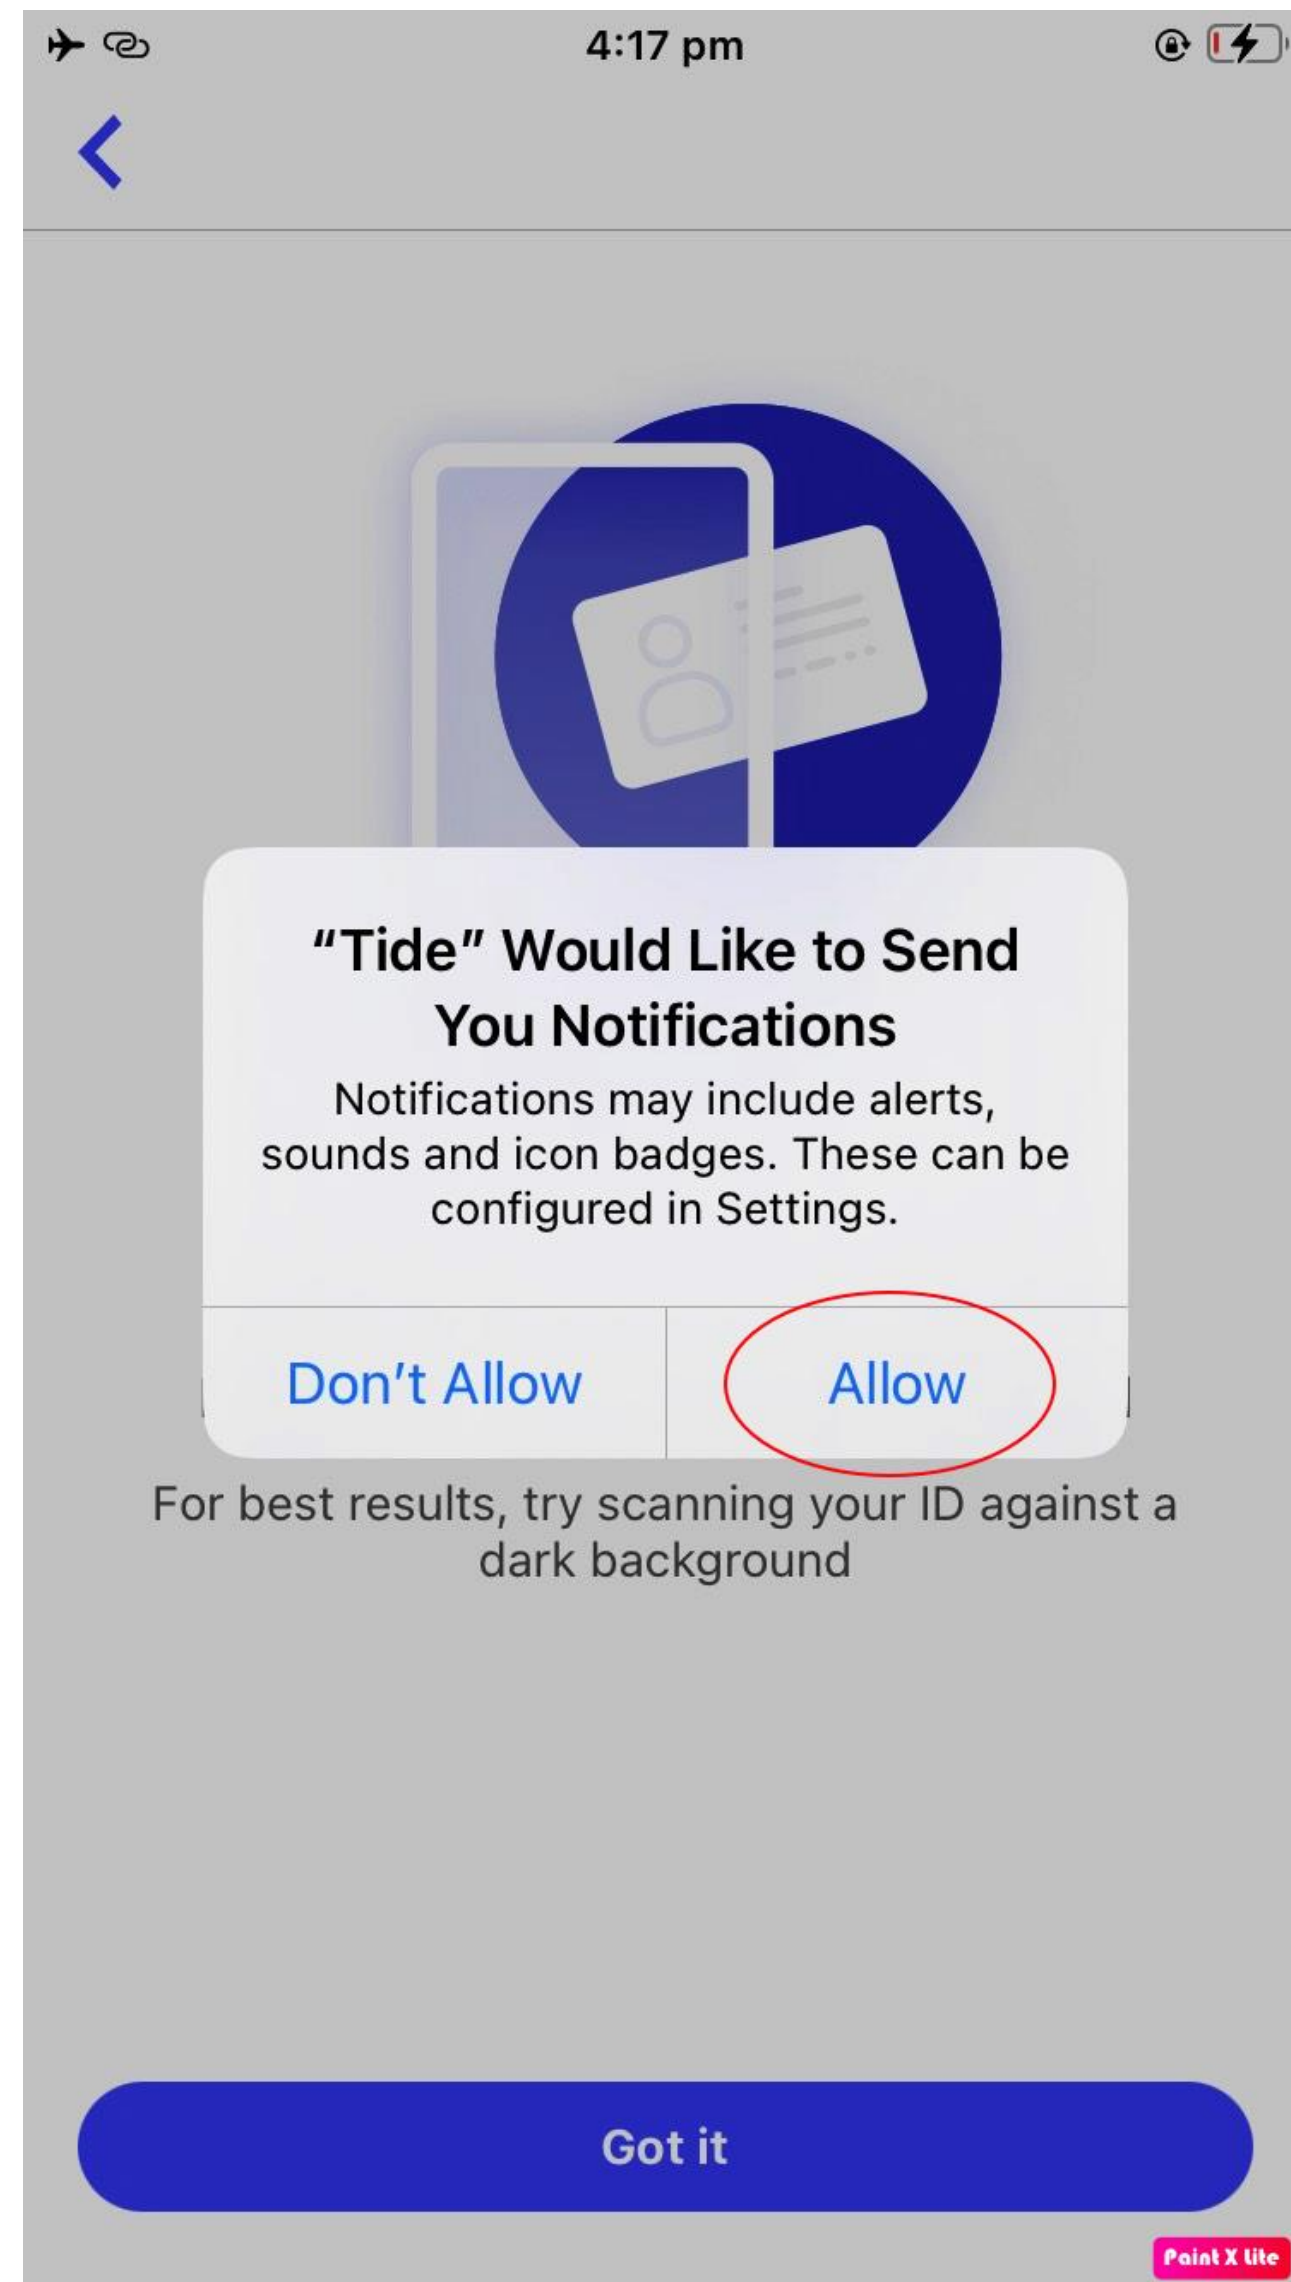 4:17 pm
“Tide” Would Like to Send
You Notifications
Notifications may include alerts,
sounds and icon badges. These can be
configured in Settings.
Don’t Allow
Allow
For best results, try scanning your ID against a
dark background
Got it
Paint X Lite